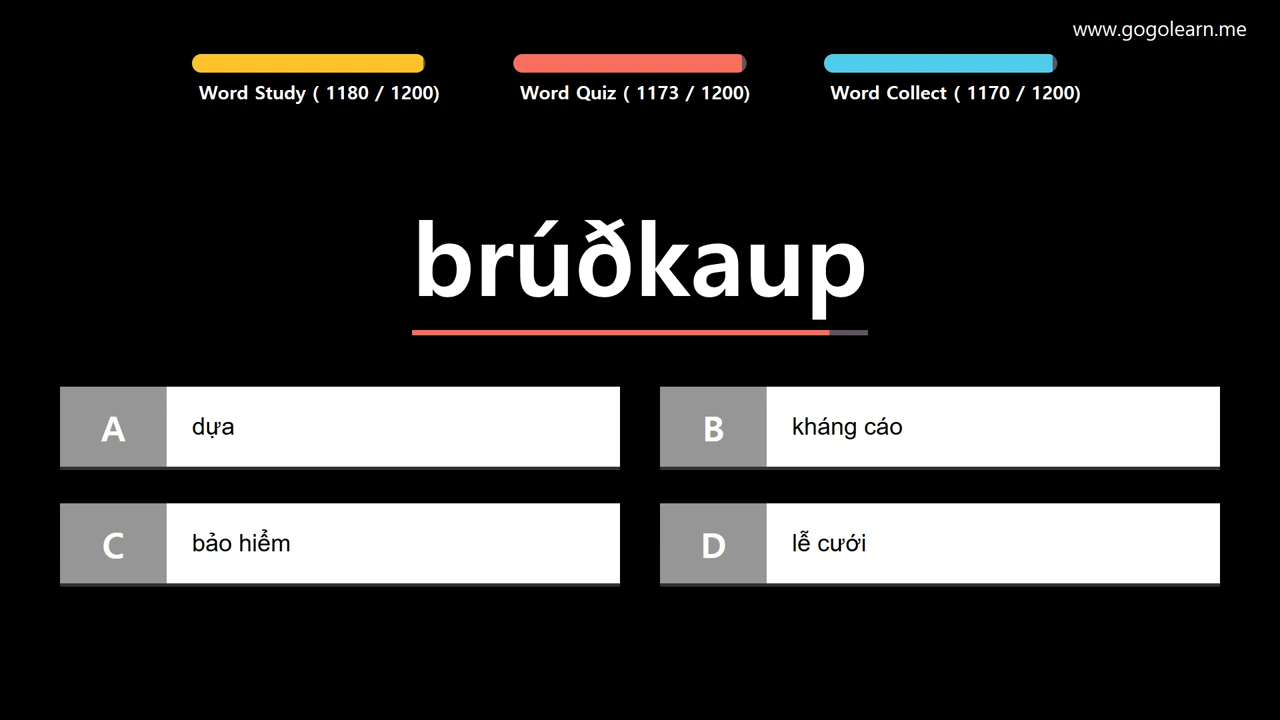 www.gogolearn.me
Word Study ( 1180 / 1200)
Word Quiz ( 1173 / 1200)
Word Collect ( 1170 / 1200)
brúðkaup
A
dựa
B
kháng cáo
C
bảo hiểm
D
lễ cưới